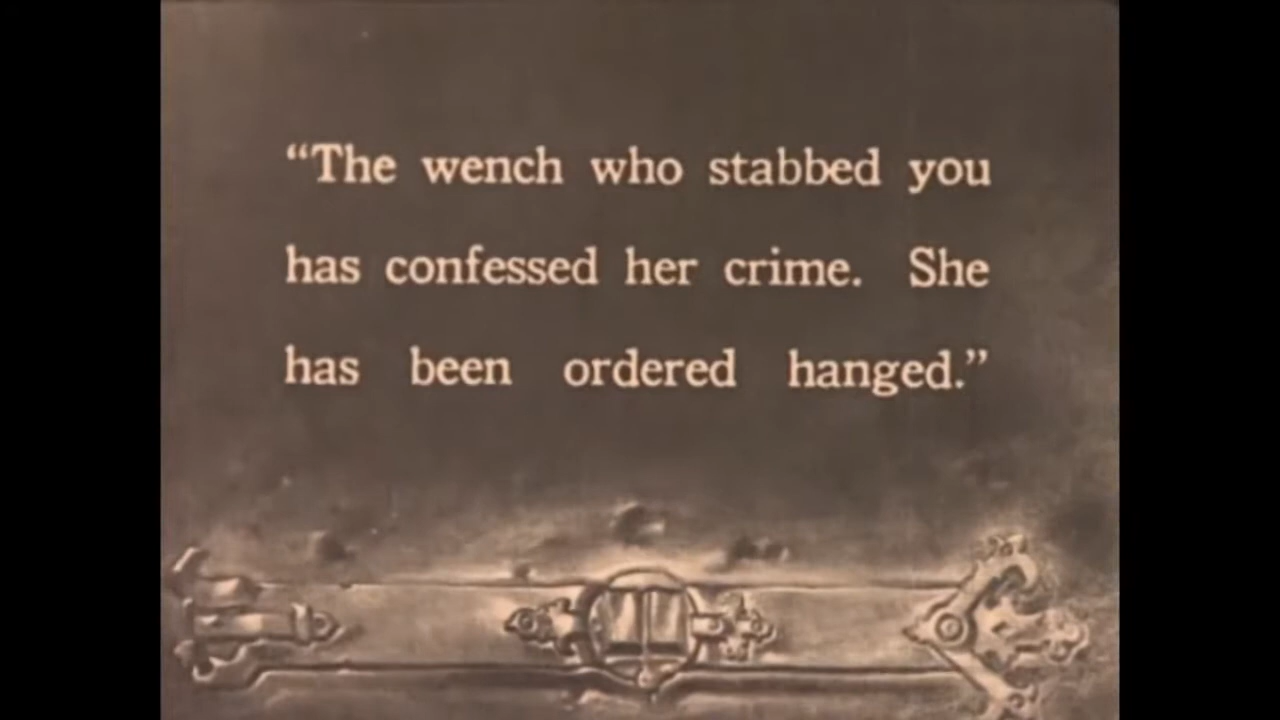 “The wench who stabbed you
has confessed her crime. She
has been ordered hanged.”